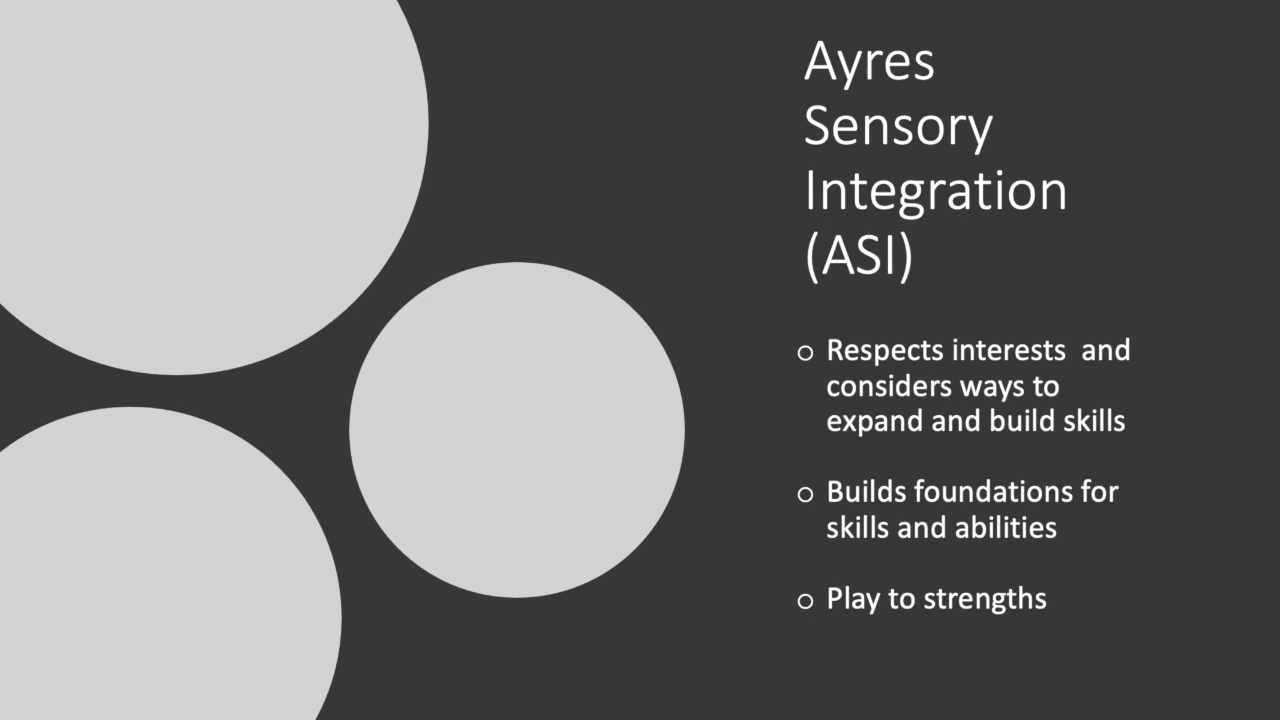 Ayres
Sensory
Integration
(ASI)
o Respects interests  and
considers ways to
expand and build skills
o Builds foundations for
skills and abilities
o Play to strengths